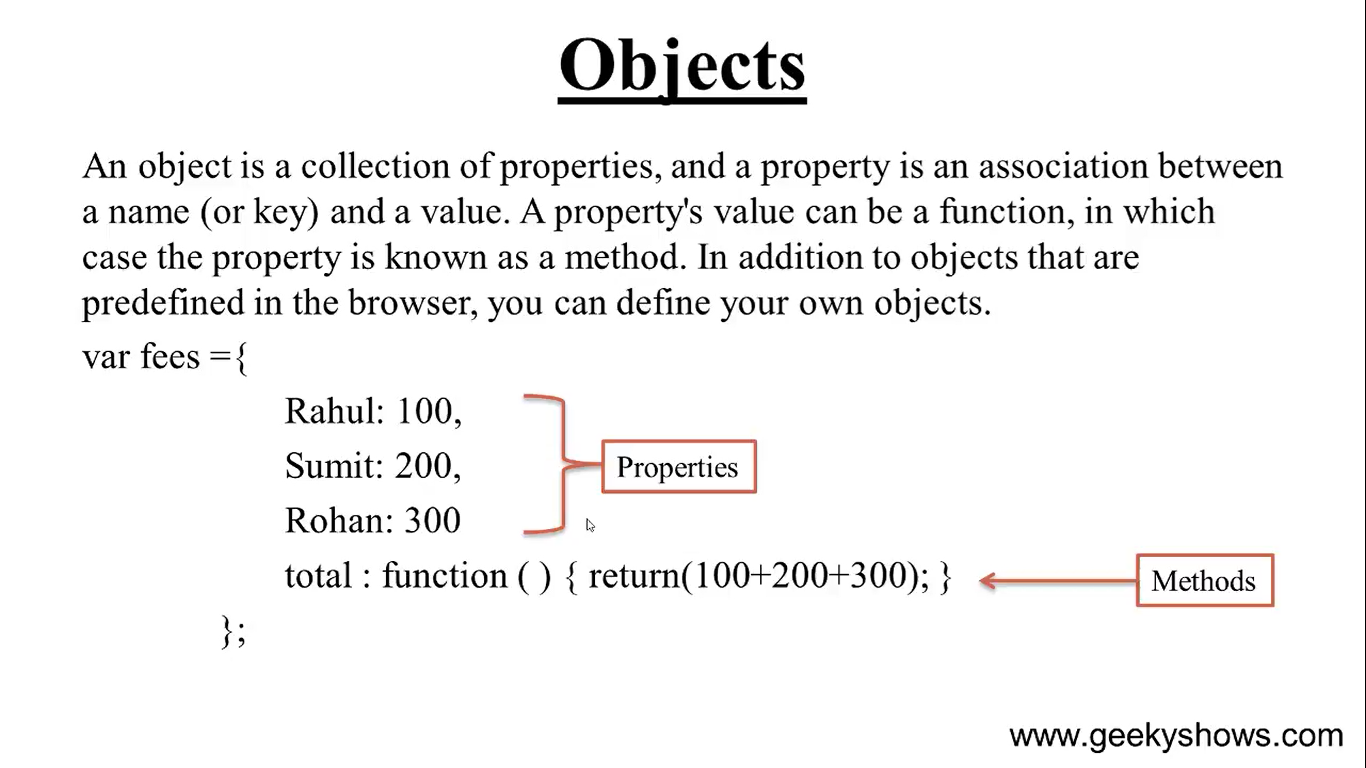 Objects
An object is a collection of properties, and a property is an association between
a name (or key) and a value. A property's value can be a function, in which
case the property is known as a method. In addition to objects that are
predefined in the browser, you can define your own objects.
var fees ={
Rahul: 100,
Sumit: 200,
Properties
Rohan: 300
total : function ( ) { return(100+200+300); }
Methods
};
www.geekyshows.com